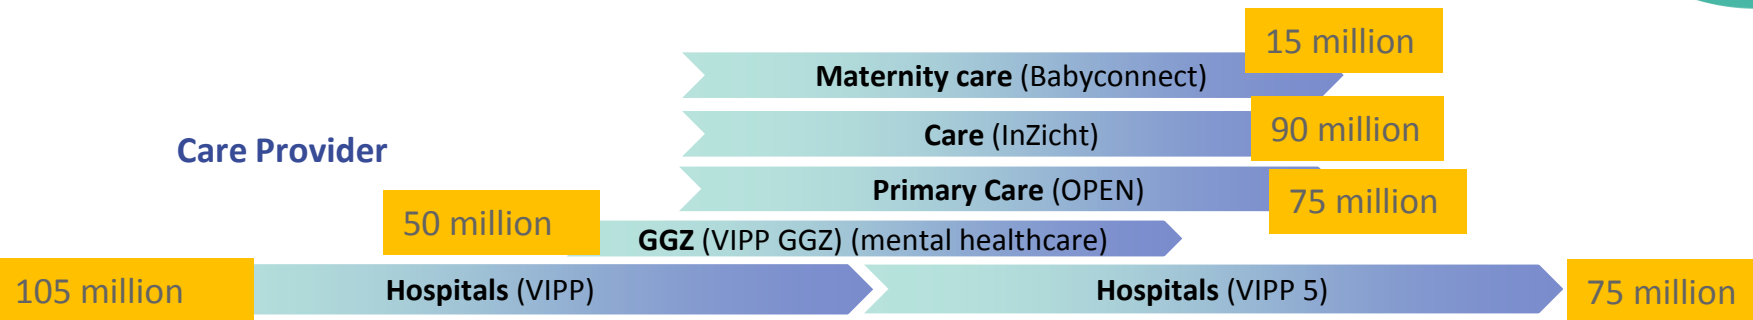 15 million
Maternity care (Babyconnect)
Care (InZicht)
90 million
Care Provider
Primary Care (OPEN)
75 million
50 million
GGZ (VIPP GGZ) (mental healthcare)
105 million
Hospitals (VIPP)
Hospitals (VIPP 5)
75 million